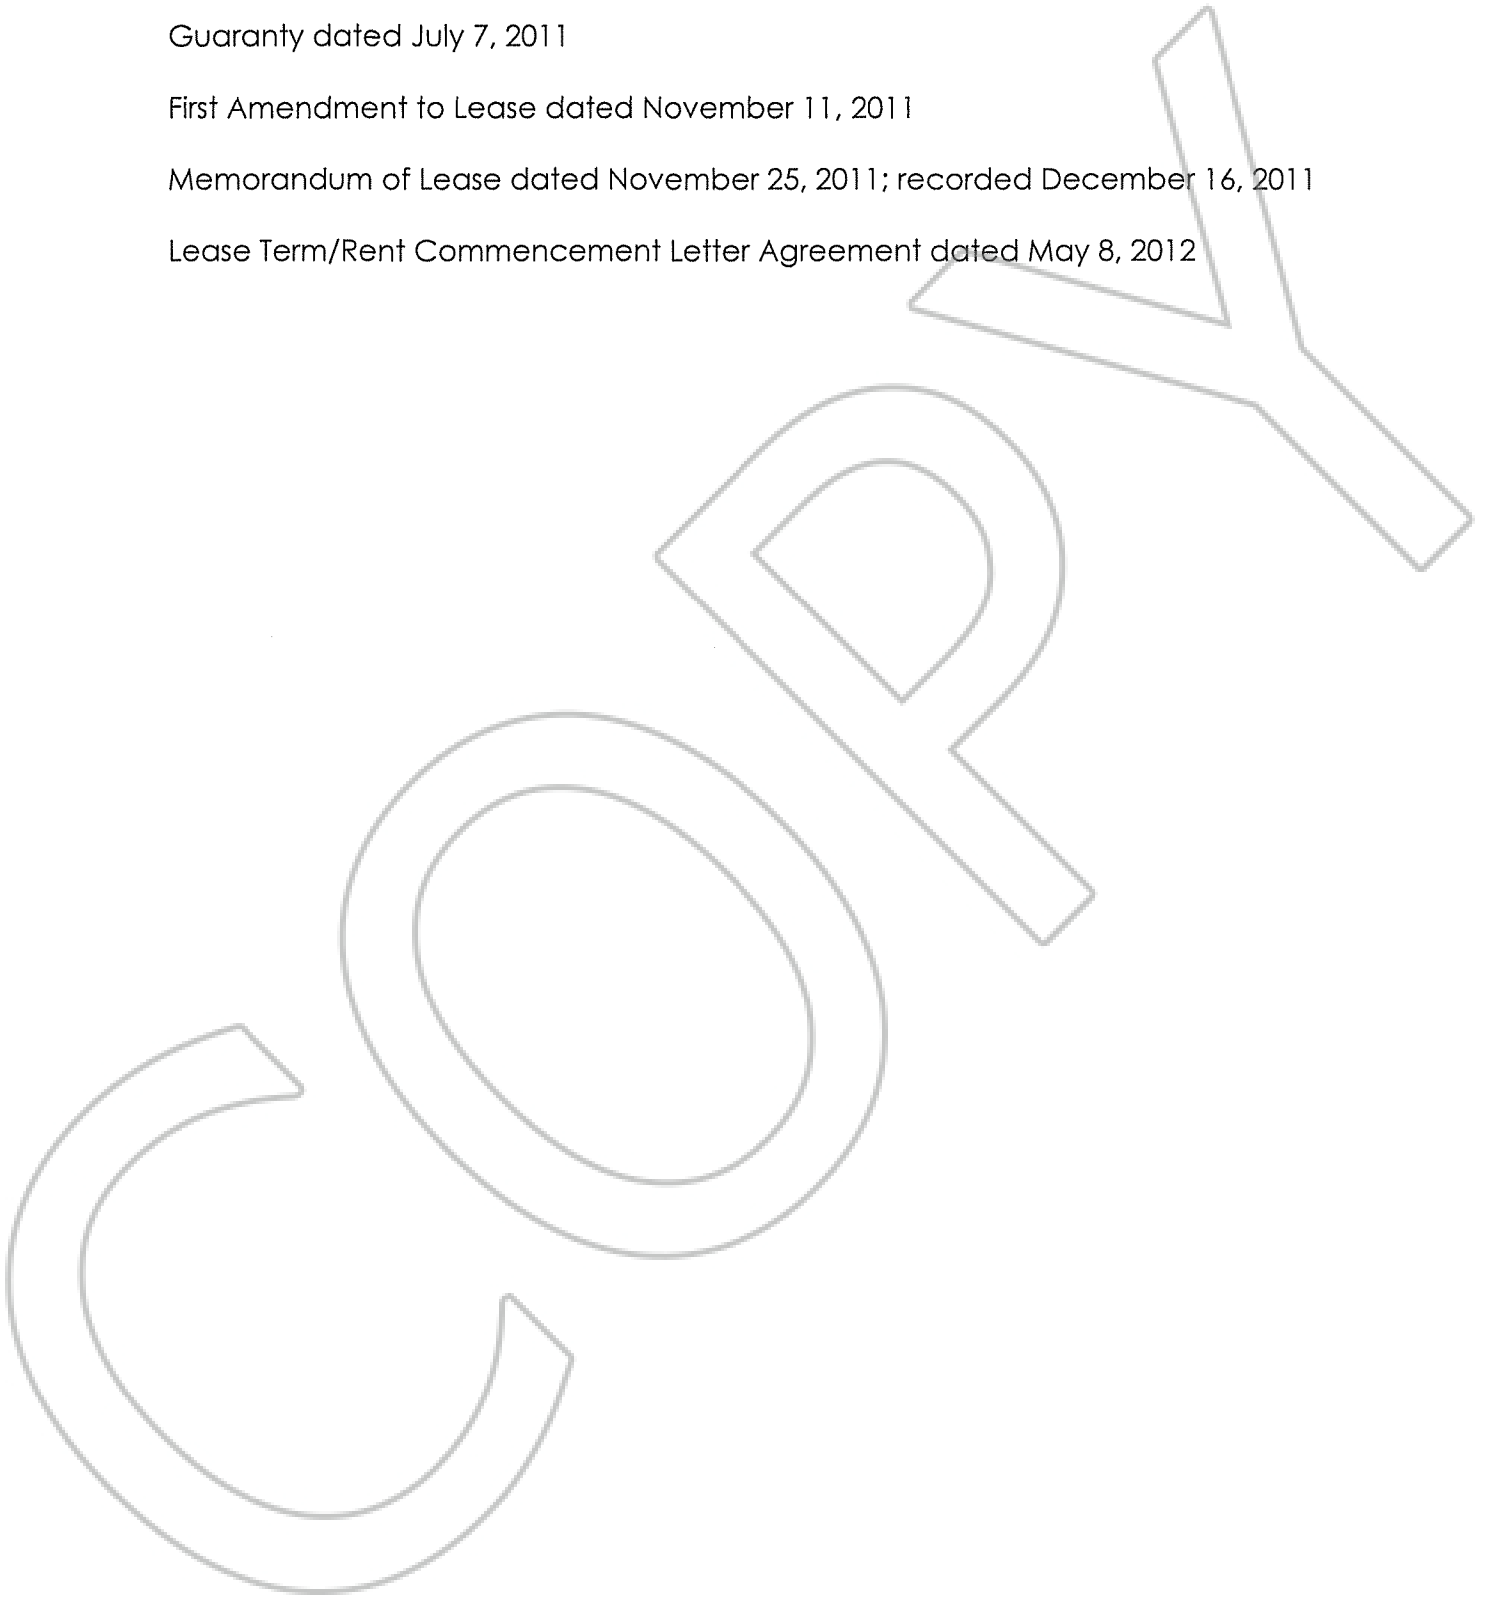 Guaranty dated July 7, 2011
First Amendment to Lease dated November 11, 2011
Memorandum of Lease dated November 25, 2011; recorded December 16, 2011
Lease Term/Rent Commencement Letter Agreement dated May 8, 2012
COPY